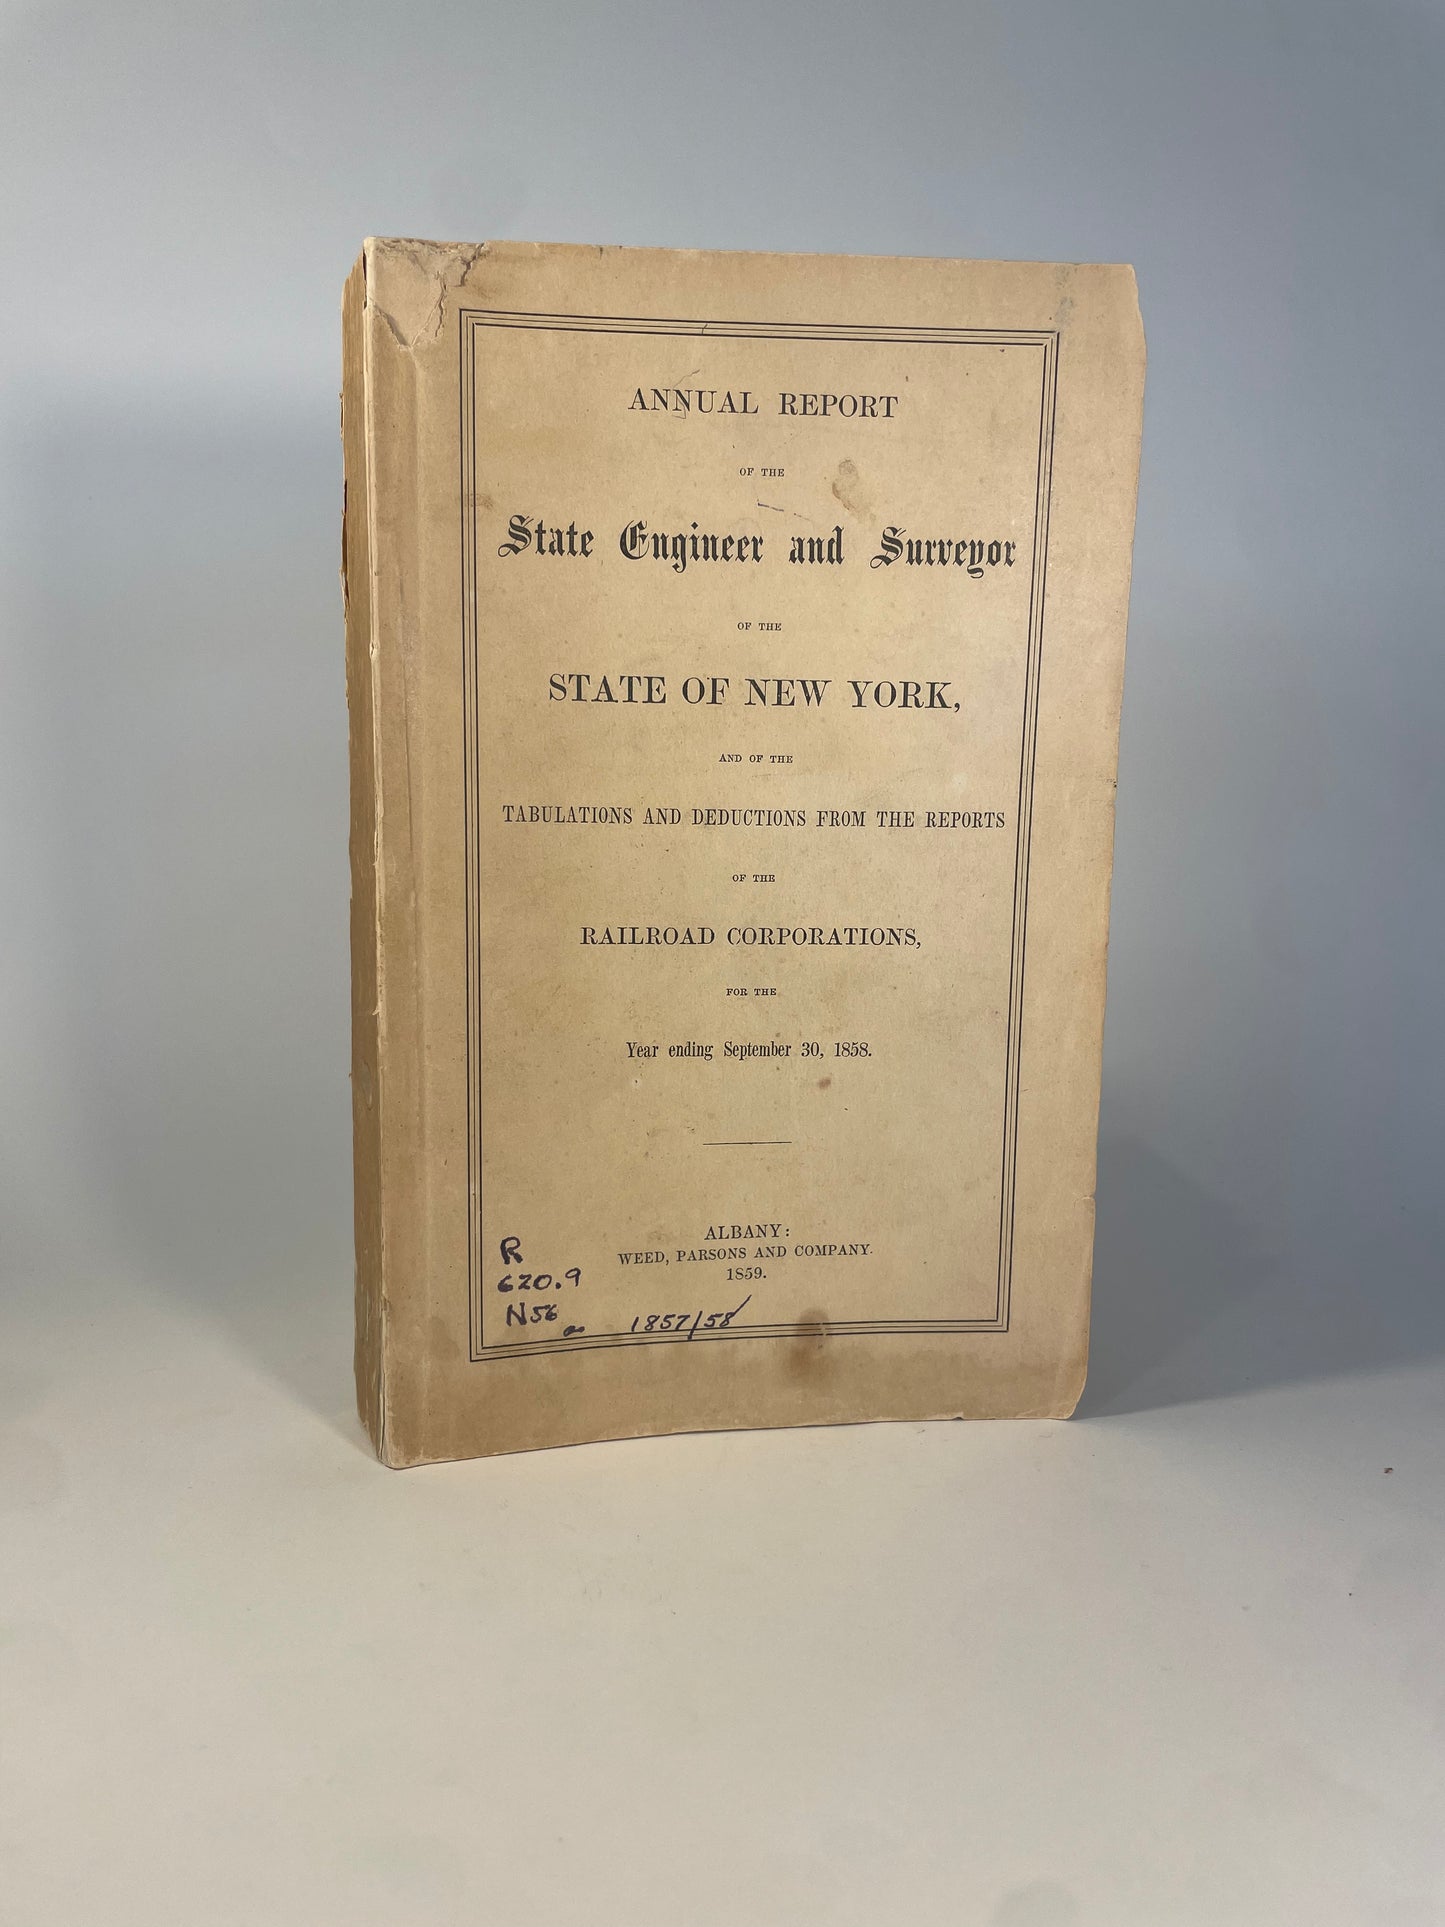 ANNUAL REPORT
OF THE
State Engineer and Surveyor
OF THE
STATE OF NEW YORK,
AND OF THE
TABULATIONS AND DEDUCTIONS FROM THE REPORTS
OF THE
RAILROAD CORPORATIONS,
FOR THE
Year ending September 30, 1858.
ALBANY:
WEED, PARSONS AND COMPANY.
1859.
R
620.9
N56
1857/58